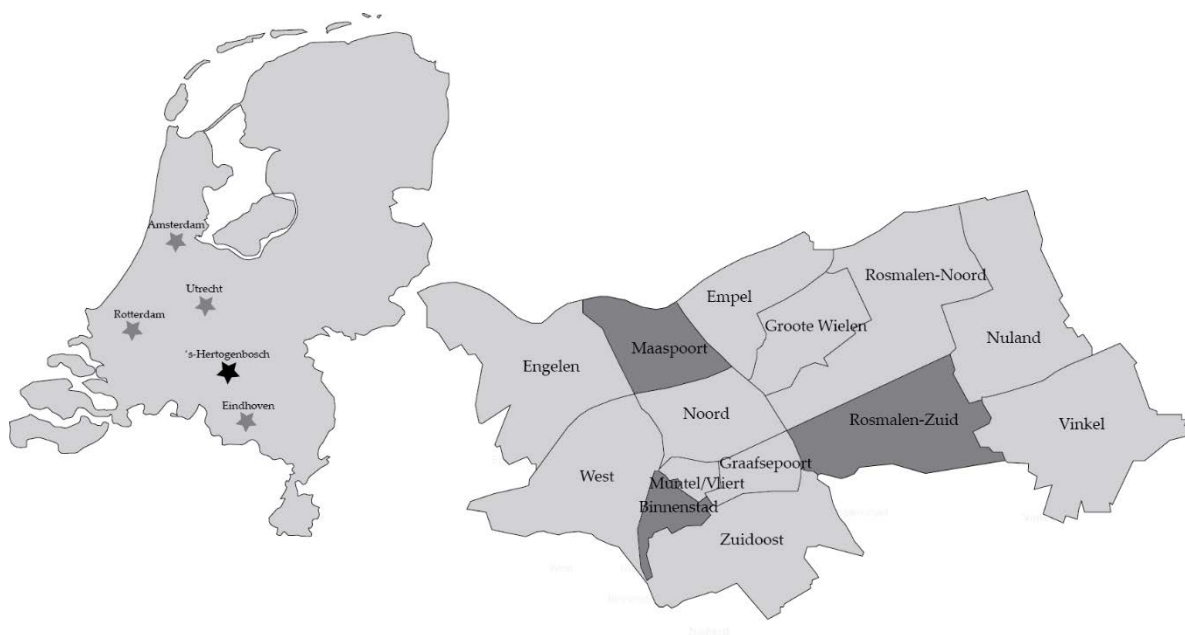 Amsterdam
Utrecht
Rotterdam
's-Hertogenbosch
Eindhoven
Rosmalen-Noord
Empel
Groote Wielen
Nuland
Maaspoort
Engelen
Noord
Rosmalen-Zuid
Vinkel
Graafsepoort
West
Muntel/Vliert
Binnenstad
Zuidoost